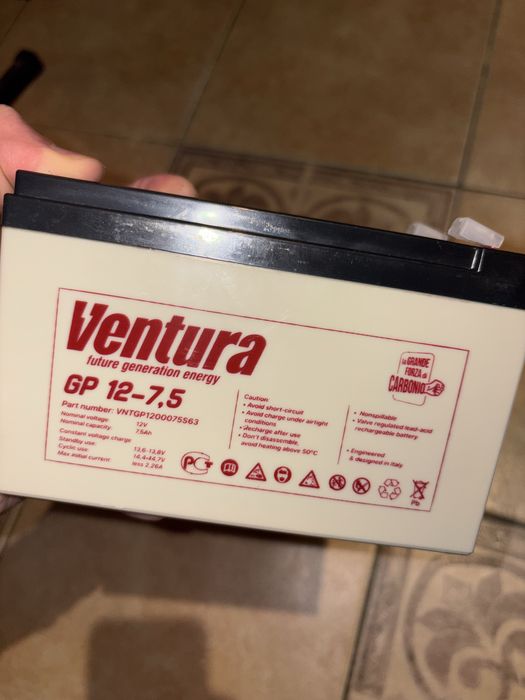 Ventura
future generation energy
GP 12-7,5
Part number: VNTGP1200075S63
Nominal voltage: 12V
Nominal capacity: 7.5Ah
Constant voltage charge
Standby use: 13,6-13,8V
Cyclic use: 14,4-14,7V
Max initial current less 2.25A
Caution:
• Avoid short-circuit
• Avoid charge under airtight
conditions
• Recharge after use
• Don't disassemble,
avoid heating above 50°C
• Nonspillable
• Valve regulated lead-acid
rechargeable battery
• Engineered
& designed in Italy
La GRANDE
FORZA di
CARBONIO
PCT
Pb